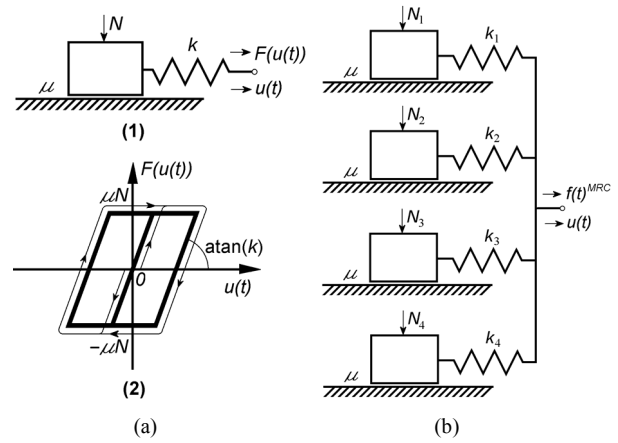 N
k
F(u(t))
u(t)
μ
(1)
F(u(t))
μN
atan(k)
0
u(t)
−μN
(2)
(a)
N1
k1
μ
N2
k2
μ
f(t)^MRC
u(t)
N3
k3
μ
N4
k4
μ
(b)